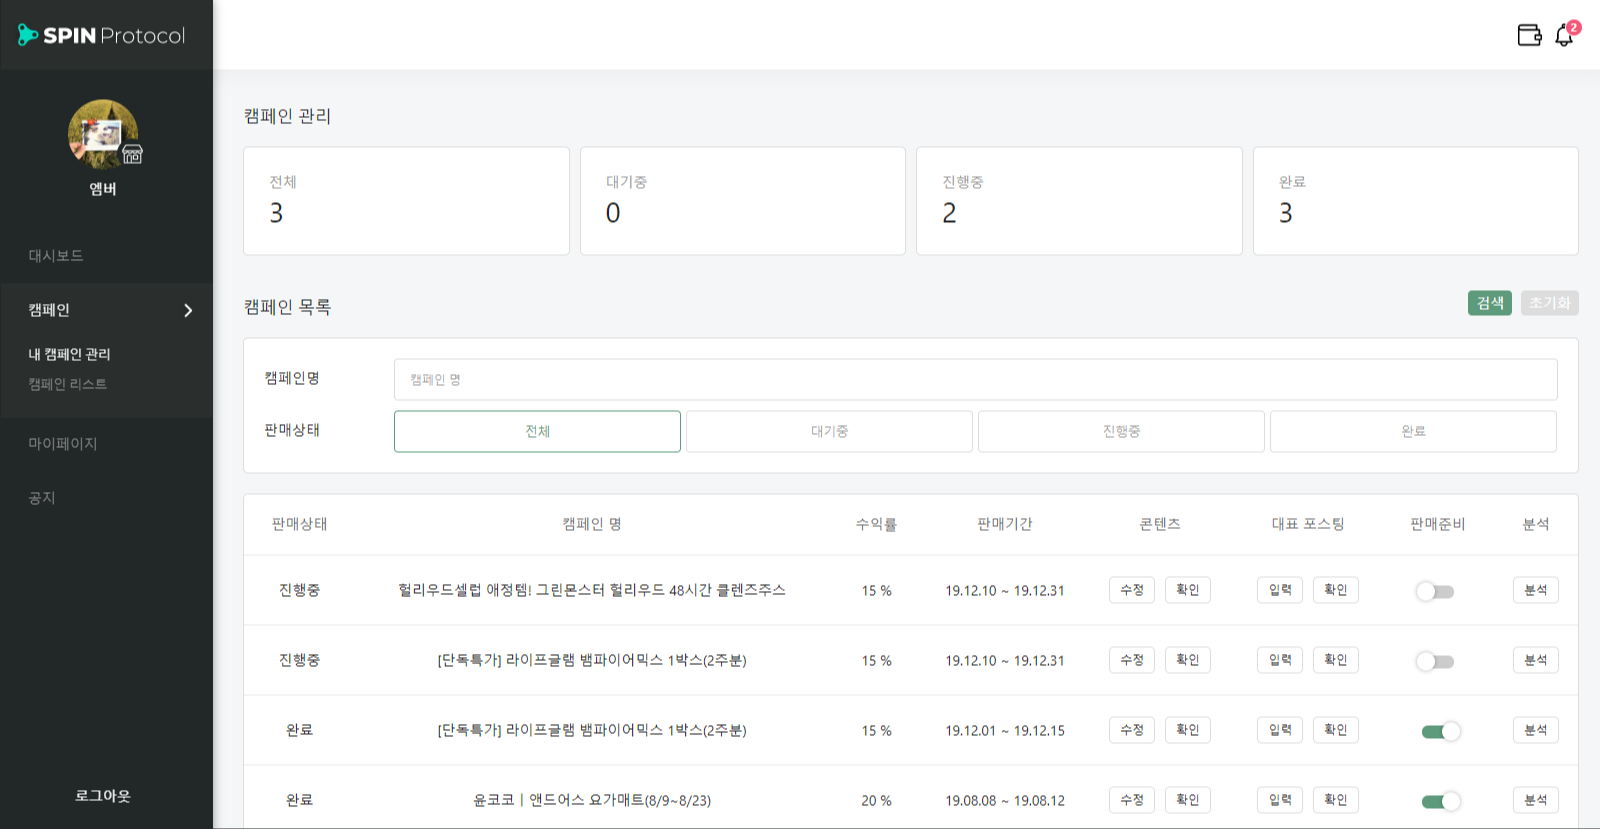 SPIN Protocol
2
엠버
대시보드
캠페인
내 캠페인 관리
캠페인 리스트
마이페이지
공지
로그아웃
캠페인 관리
전체 대기중 진행중 완료
3 0 2 3
캠페인 목록 검색 초기화
캠페인명 캠페인 명
판매상태 전체 대기중 진행중 완료
판매상태 캠페인 명 수익률 판매기간 콘텐츠 대표 포스팅 판매준비 분석
진행중 헐리우드셀럽 애정템! 그린몬스터 헐리우드 48시간 클렌즈주스 15 % 19.12.10 ~ 19.12.31 수정 확인 입력 확인 분석
진행중 [단독특가] 라이프글램 뱀파이어믹스 1박스(2주분) 15 % 19.12.10 ~ 19.12.31 수정 확인 입력 확인 분석
완료 [단독특가] 라이프글램 뱀파이어믹스 1박스(2주분) 15 % 19.12.01 ~ 19.12.15 수정 확인 입력 확인 분석
완료 윤코코 | 앤드어스 요가매트(8/9~8/23) 20 % 19.08.08 ~ 19.08.12 수정 확인 입력 확인 분석